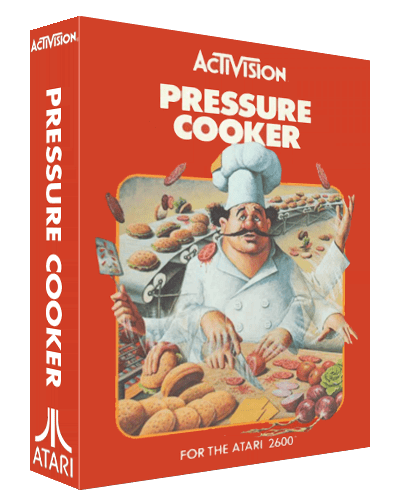 ACTIVISION
PRESSURE COOKER
ATARI
ACTIVISION
PRESSURE
COOKER
FOR THE ATARI 2600™